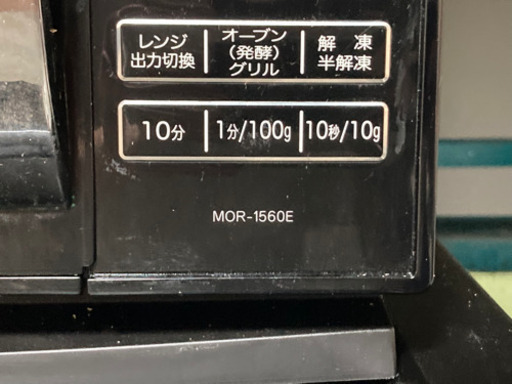 レンジ
出力切換
オーブン
(発酵)
グリル
解凍
半解凍
10分
1分/100g
10秒/10g
MOR-1560E